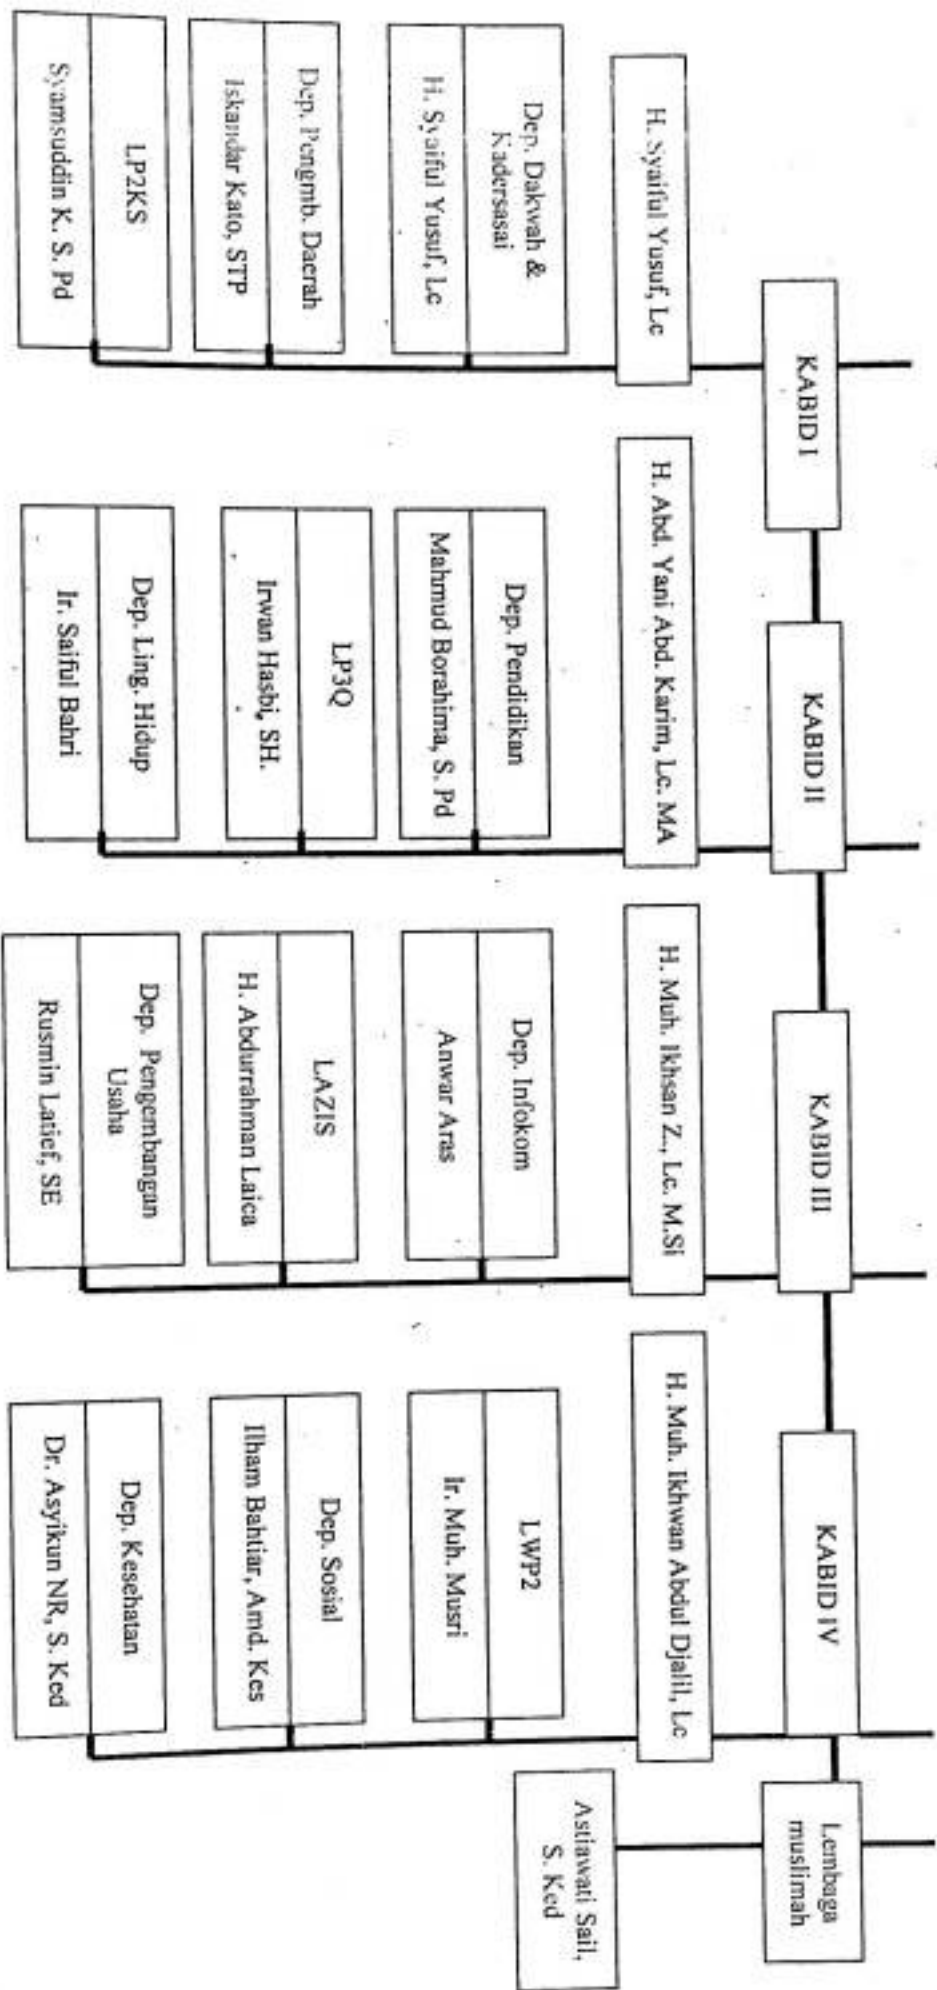 KABID I
KABID II
KABID III
KABID IV
Lembaga
muslimah
H. Syaiful Yusuf, Lc
H. Abd. Yani Abd. Karim, Lc. MA
H. Muh. Ikhsan Z., Lc. M.Si
H. Muh. Ikhwan Abdul Djalil, Lc
Astiawati Sail,
S. Ked
Dep. Dakwah &
Kadersasai
H. Syaiful Yusuf, Lc
Dep. Pendidikan
Mahmud Borahima, S. Pd
Dep. Infokom
Anwar Aras
LWP2
Ir. Muh. Musri
Dep. Pengmb. Daerah
Iskandar Kato, STP
LP3Q
Irwan Hasbi, SH.
LAZIS
H. Abdurrahman Laica
Dep. Sosial
Ilham Bahtiar, Amd. Kes
LP2KS
Syamsuddin K. S. Pd
Dep. Ling. Hidup
Ir. Saiful Bahri
Dep. Pengembangan
Usaha
Rusmin Latief, SE
Dep. Kesehatan
Dr. Asyikun NR, S. Ked